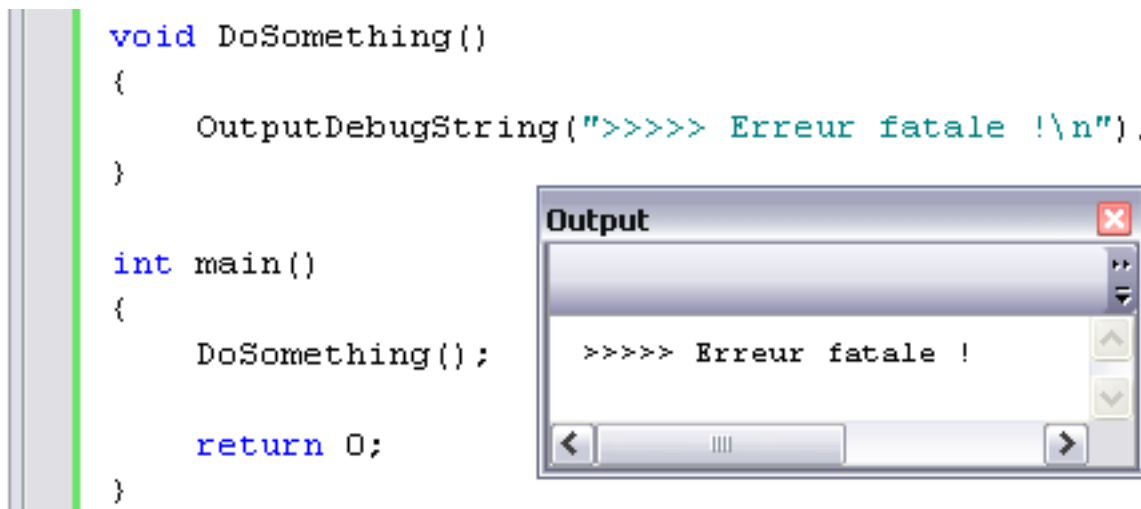 void DoSomething()
{
OutputDebugString(">>>>> Erreur fatale !\n");
}
int main()
{
DoSomething();
return 0;
}
Output
>>>>> Erreur fatale !